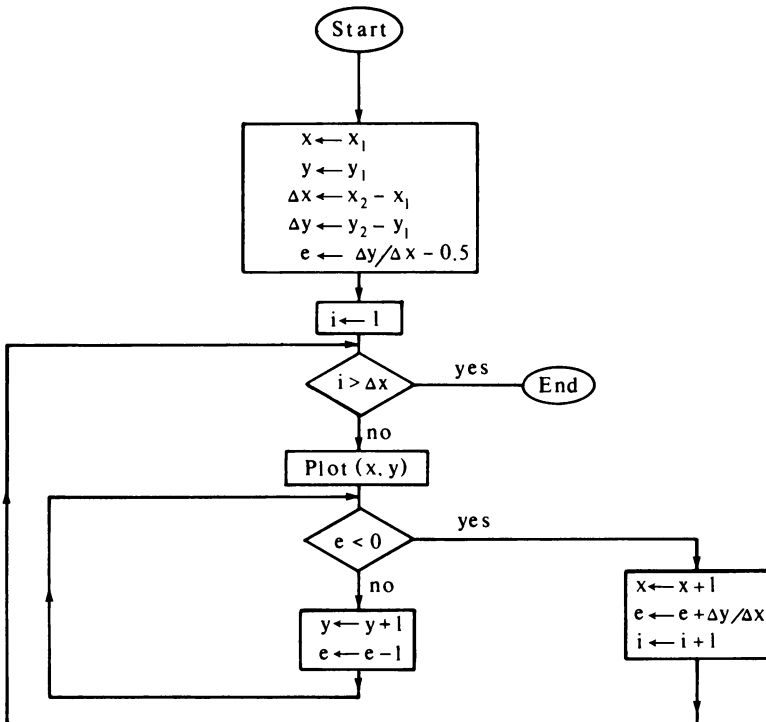 Start
x ← x₁
y ← y₁
Δx ← x₂ − x₁
Δy ← y₂ − y₁
e ← Δy/Δx − 0.5
i ← 1
i > Δx
yes
End
no
Plot (x, y)
e < 0
yes
no
y ← y+1
e ← e−1
x ← x+1
e ← e+Δy/Δx
i ← i+1